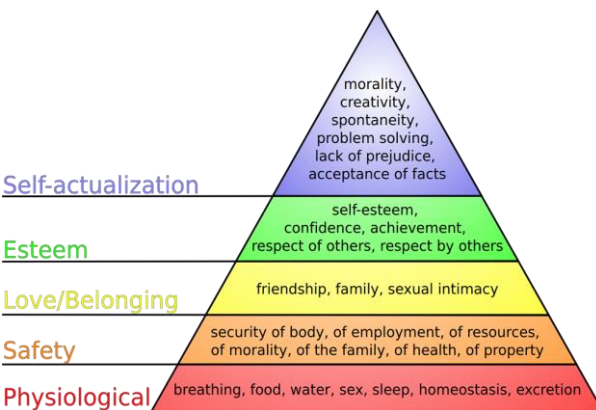 morality,
creativity,
spontaneity,
problem solving,
lack of prejudice,
acceptance of facts
Self-actualization
self-esteem,
confidence, achievement,
respect of others, respect by others
Esteem
friendship, family, sexual intimacy
Love/Belonging
security of body, of employment, of resources,
of morality, of the family, of health, of property
Safety
breathing, food, water, sex, sleep, homeostasis, excretion
Physiological